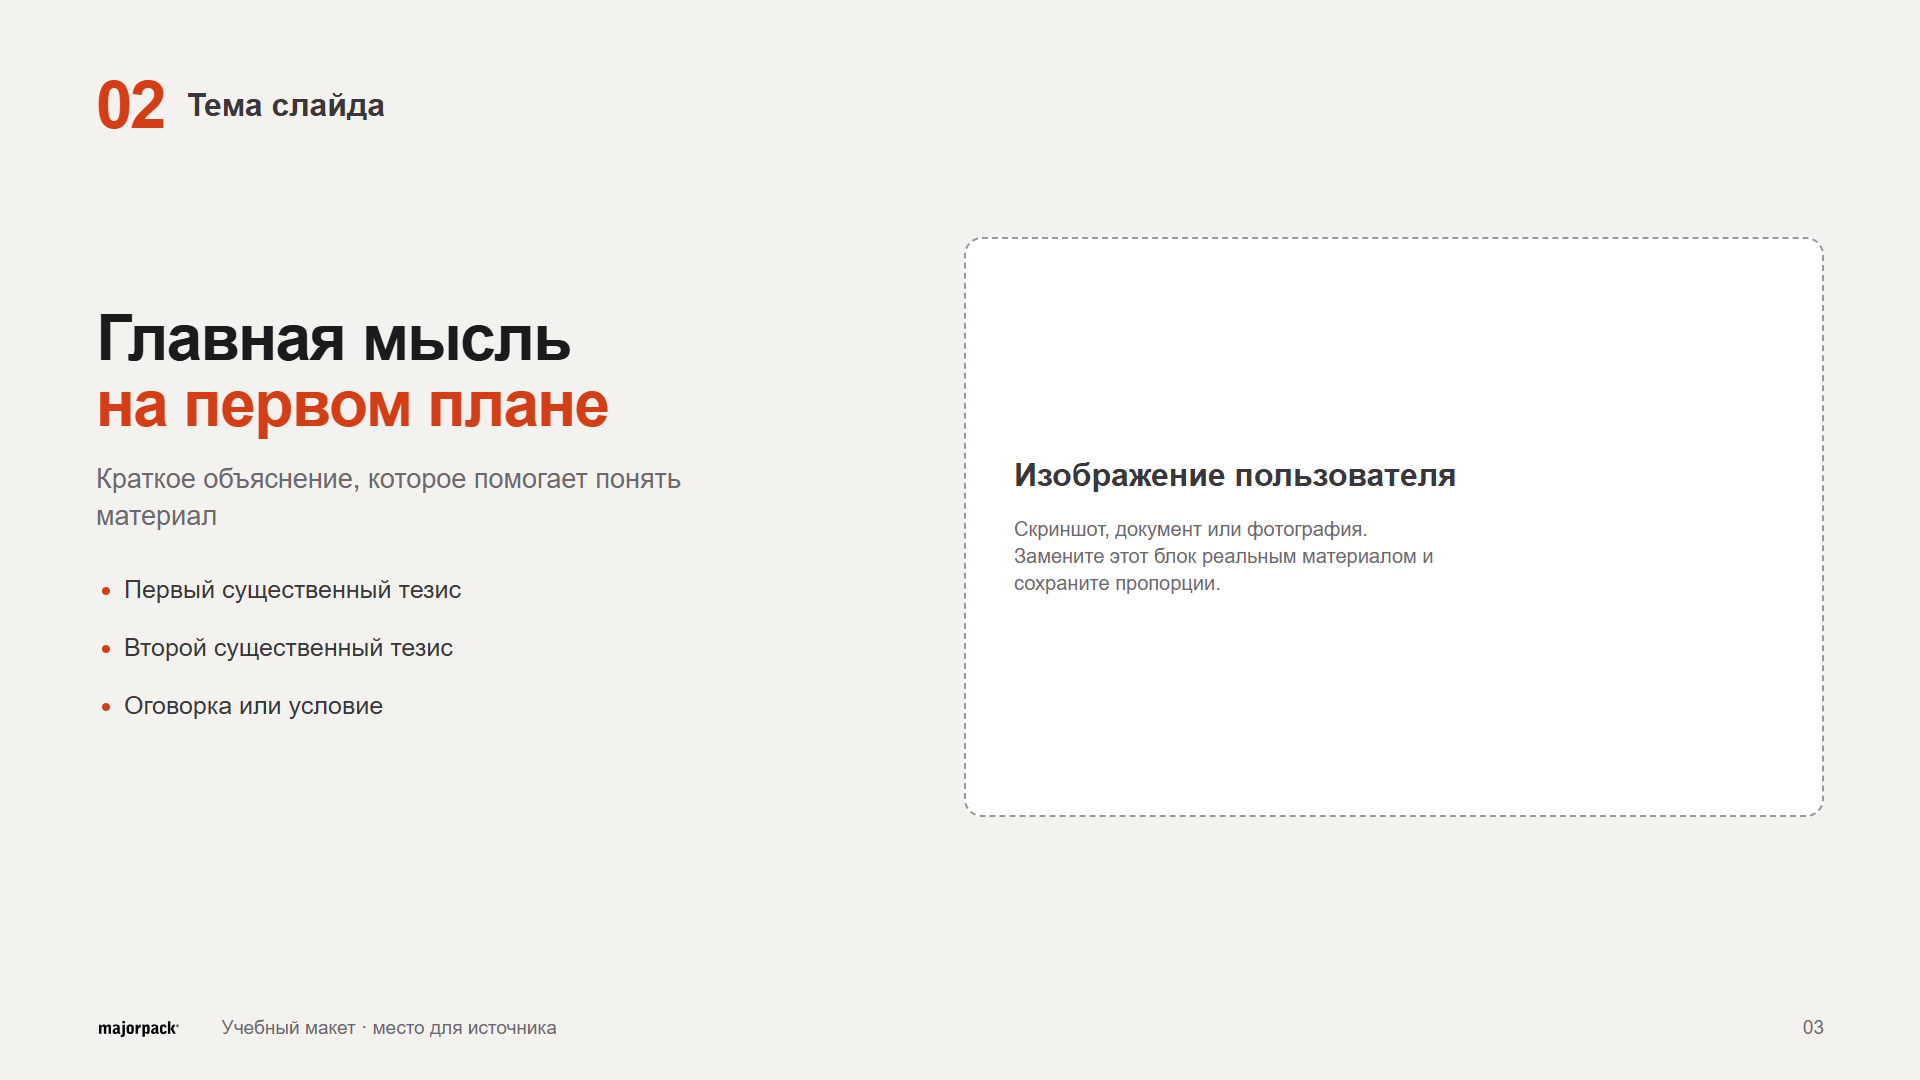 02 Тема слайда
Главная мысль
на первом плане
Краткое объяснение, которое помогает понять
материал
• Первый существенный тезис
• Второй существенный тезис
• Оговорка или условие
Изображение пользователя
Скриншот, документ или фотография.
Замените этот блок реальным материалом и
сохраните пропорции.
majorpack
Учебный макет · место для источника
03